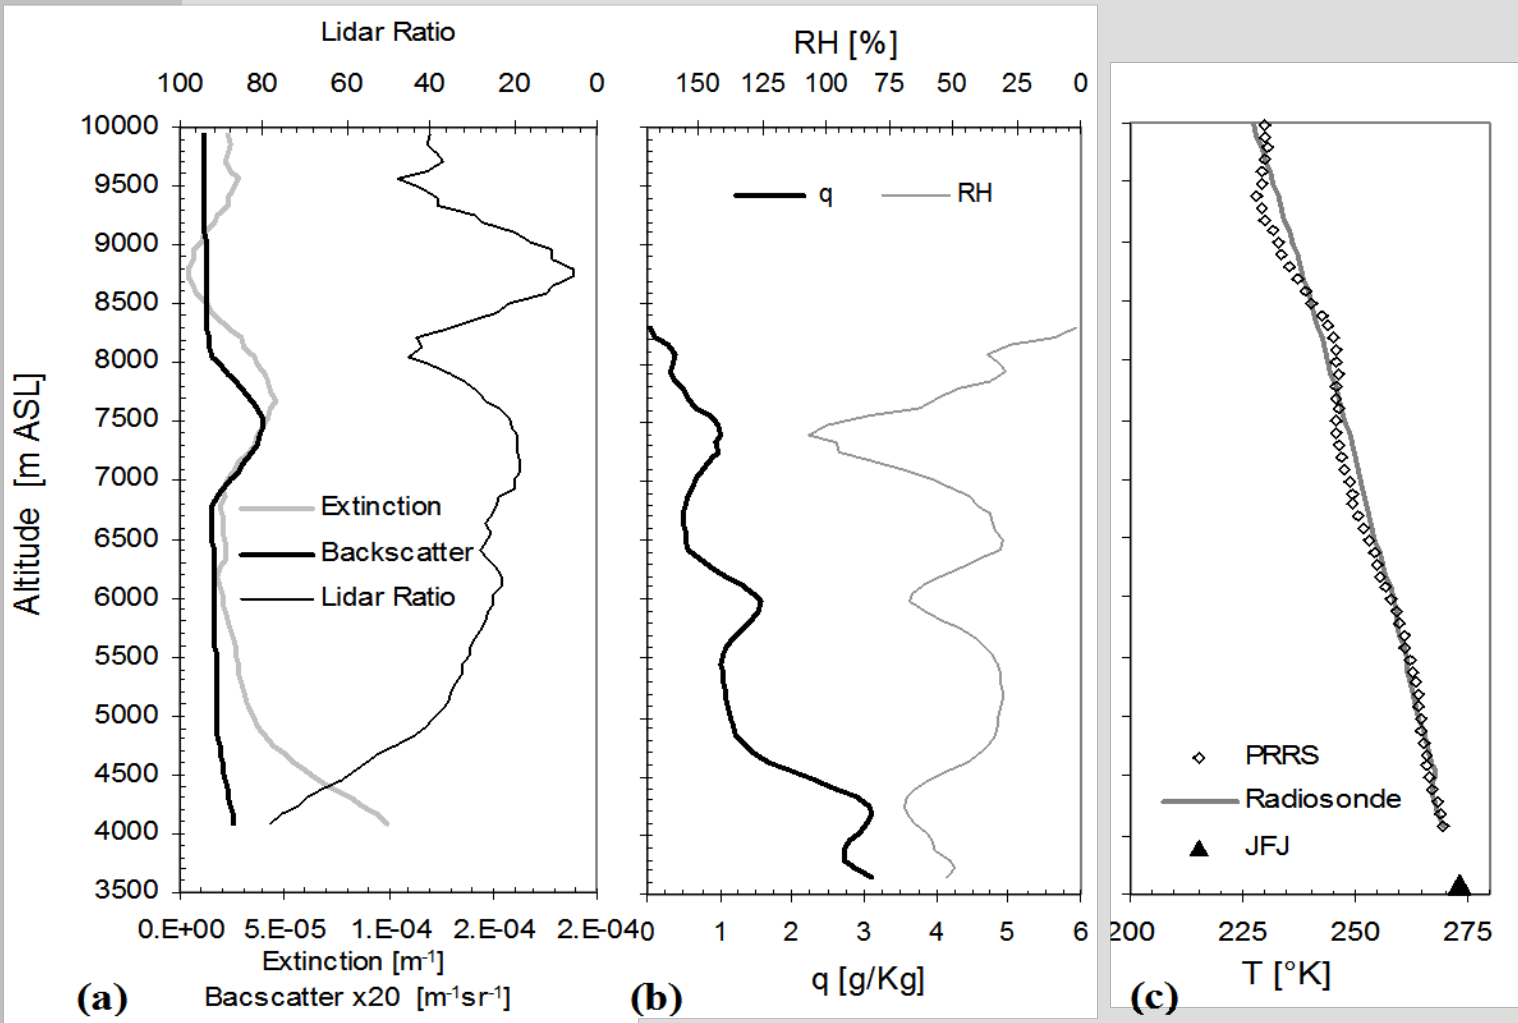 Lidar Ratio
100 80 60 40 20 0
10000
9500
9000
8500
8000
7500
7000
6500
6000
5500
5000
4500
4000
3500
Altitude [m ASL]
Extinction
Backscatter
Lidar Ratio
0.E+00 5.E-05 1.E-04 2.E-04 2.E-04
Extinction [m⁻¹]
Bacscatter x20 [m⁻¹sr⁻¹]
(a)
RH [%]
150 125 100 75 50 25 0
q RH
0 1 2 3 4 5 6
q [g/Kg]
(b)
PRRS
Radiosonde
JFJ
200 225 250 275
T [°K]
(c)